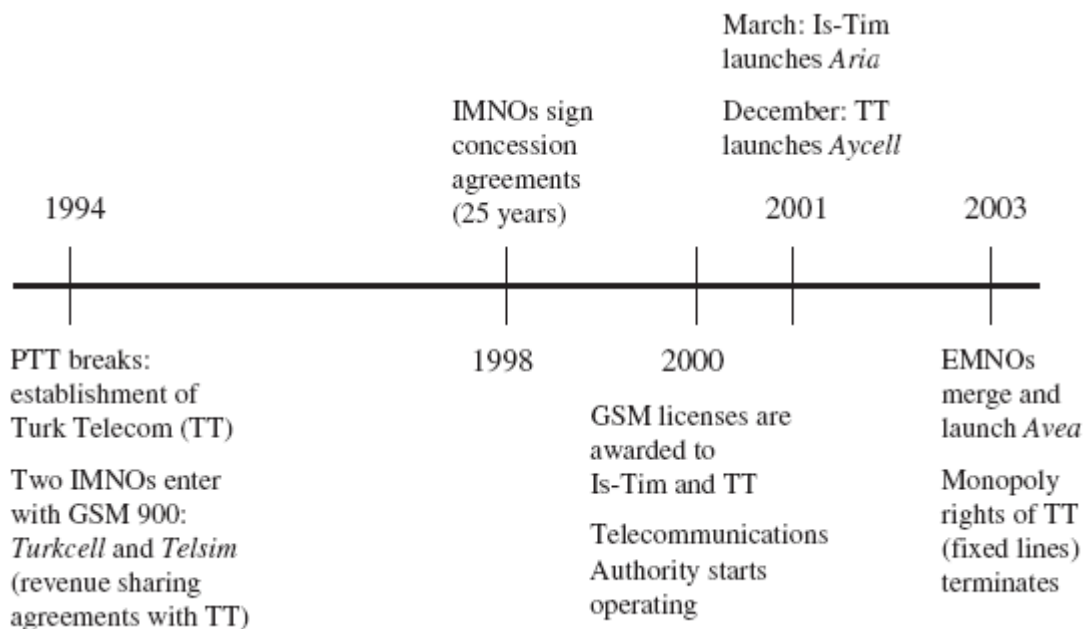 March: Is-Tim
launches Aria
December: TT
launches Aycell
IMNOs sign
concession
agreements
(25 years)
1994
2001
2003
1998
2000
PTT breaks:
establishment of
Turk Telecom (TT)
Two IMNOs enter
with GSM 900:
Turkcell and Telsim
(revenue sharing
agreements with TT)
GSM licenses are
awarded to
Is-Tim and TT
Telecommunications
Authority starts
operating
EMNOs
merge and
launch Avea
Monopoly
rights of TT
(fixed lines)
terminates